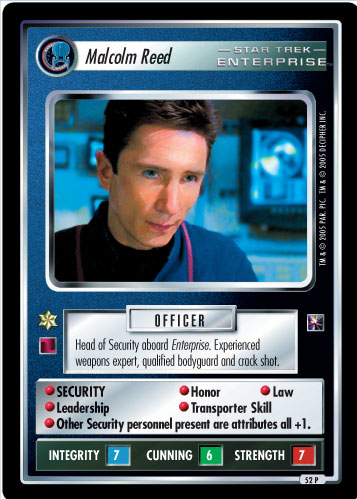 Malcolm Reed
STAR TREK
ENTERPRISE™
TM & © 2005 PAR. PIC. TM & © 2005 DECIPHER INC.
OFFICER
Head of Security aboard Enterprise. Experienced
weapons expert, qualified bodyguard and crack shot.
SECURITY Honor Law
Leadership Transporter Skill
Other Security personnel present are attributes all +1.
INTEGRITY 7 CUNNING 6 STRENGTH 7
52 P